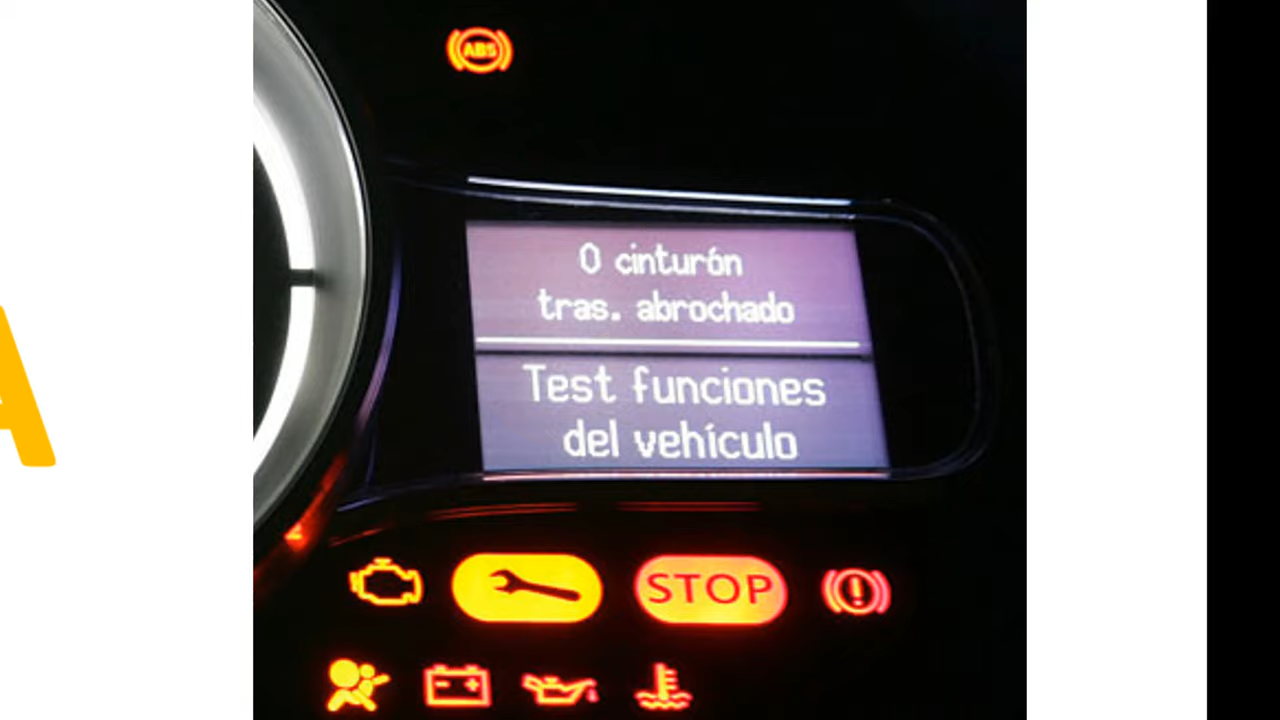 A
ABS
0 cinturón
tras. abrochado
Test funciones
del vehículo
STOP